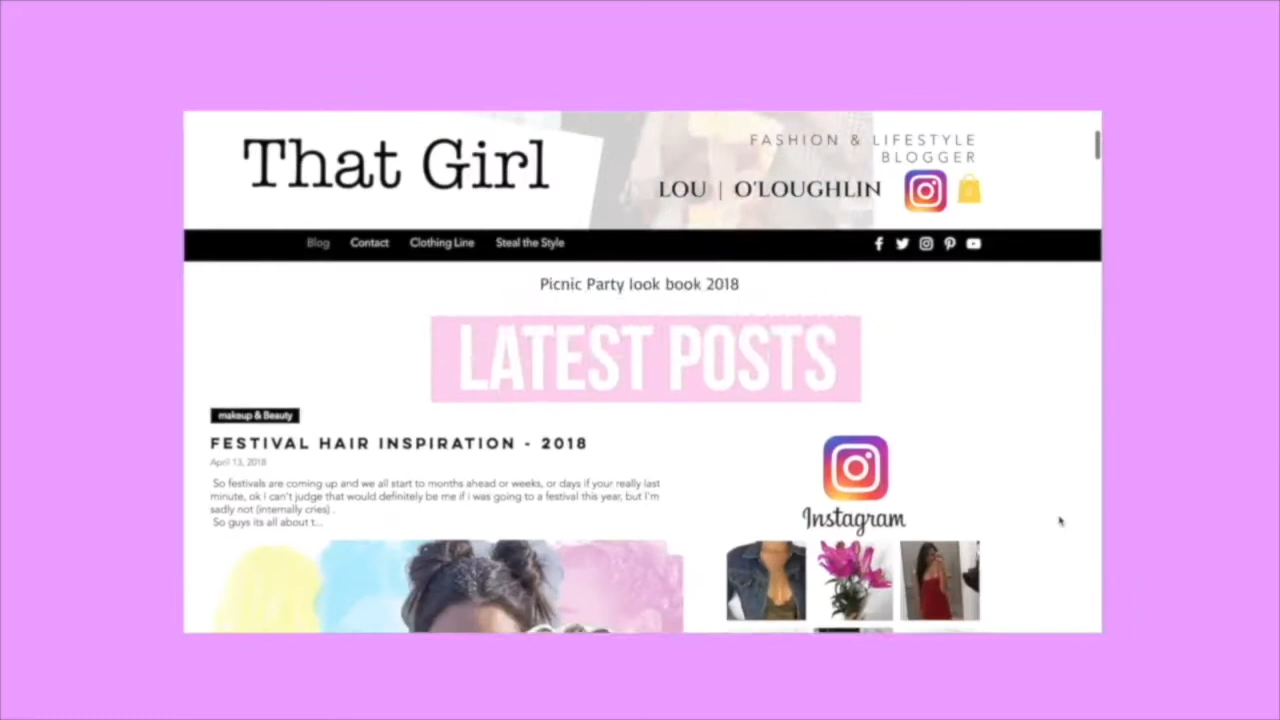 That Girl
FASHION & LIFESTYLE
BLOGGER
LOU | O'LOUGHLIN
Blog Contact Clothing Line Steal the Style
Picnic Party look book 2018
LATEST POSTS
makeup & Beauty
FESTIVAL HAIR INSPIRATION - 2018
April 13, 2018
So festivals are coming up and we all start to months ahead or weeks, or days if your really last
minute, ok i can't judge that would definitely be me if i was going to a festival this year, but I'm
sadly not (internally cries) .
So guys its all about t...
Instagram